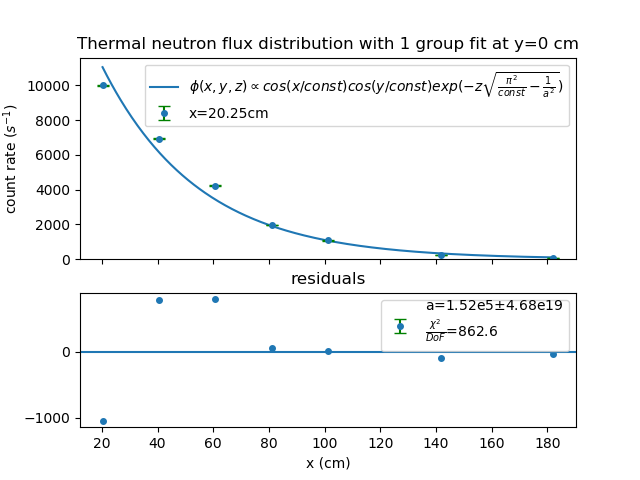 Thermal neutron flux distribution with 1 group fit at y=0 cm
10000
8000
6000
4000
2000
0
count rate (s⁻¹)
ϕ(x, y, z) ∝ cos(x/const)cos(y/const)exp(−z√(π²/const − 1/a²))
x=20.25cm
residuals
0
−1000
a=1.52e5±4.68e19
χ²/DoF=862.6
20 40 60 80 100 120 140 160 180
x (cm)